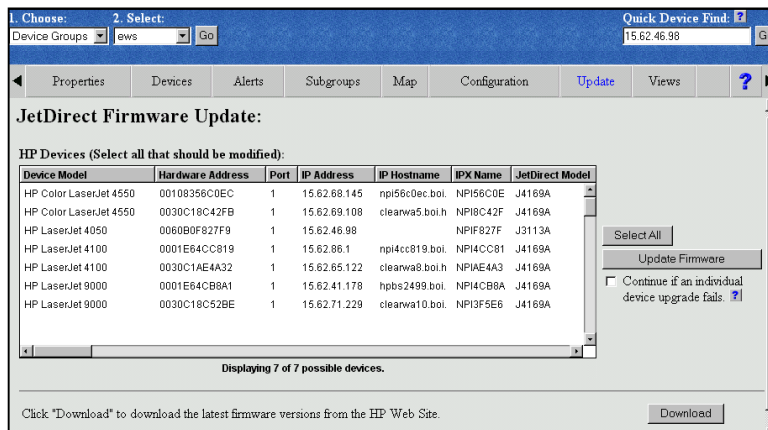 1. Choose: 2. Select: Quick Device Find: ?
Device Groups ews Go 15.62.46.98 G
Properties Devices Alerts Subgroups Map Configuration Update Views ?
JetDirect Firmware Update:
HP Devices (Select all that should be modified):
Device Model Hardware Address Port IP Address IP Hostname IPX Name JetDirect Model
HP Color LaserJet 4550 00108356C0EC 1 15.62.68.145 npi56c0ec.boi. NPI56C0E J4169A
HP Color LaserJet 4550 0030C18C42FB 1 15.62.69.108 clearwa5.boi.h NPI8C42F J4169A
HP LaserJet 4050 0060B0F827F9 1 15.62.46.98 NPIF827F J3113A
HP LaserJet 4100 0001E64CC819 1 15.62.86.1 npi4cc819.boi. NPI4CC81 J4169A
HP LaserJet 4100 0030C1AE4A32 1 15.62.65.122 clearwa8.boi.h NPIAE4A3 J4169A
HP LaserJet 9000 0001E64CB8A1 1 15.62.41.178 hpbs2499.boi. NPI4CB8A J4169A
HP LaserJet 9000 0030C18C52BE 1 15.62.71.229 clearwa10.boi. NPI3F5E6 J4169A
Select All
Update Firmware
Continue if an individual
device upgrade fails. ?
Displaying 7 of 7 possible devices.
Click "Download" to download the latest firmware versions from the HP Web Site. Download